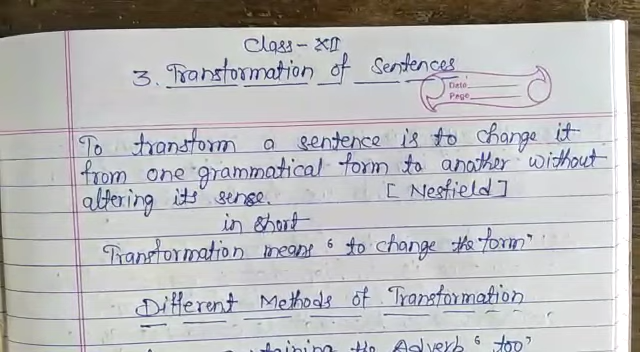 Class - XII
3. Transformation of Sentences
Date
Page
To transform a sentence is to change it
from one grammatical form to another without
altering its sense. [Nesfield]
in short
Transformation means ‘to change the form’
Different Methods of Transformation
the Adverb ‘too’